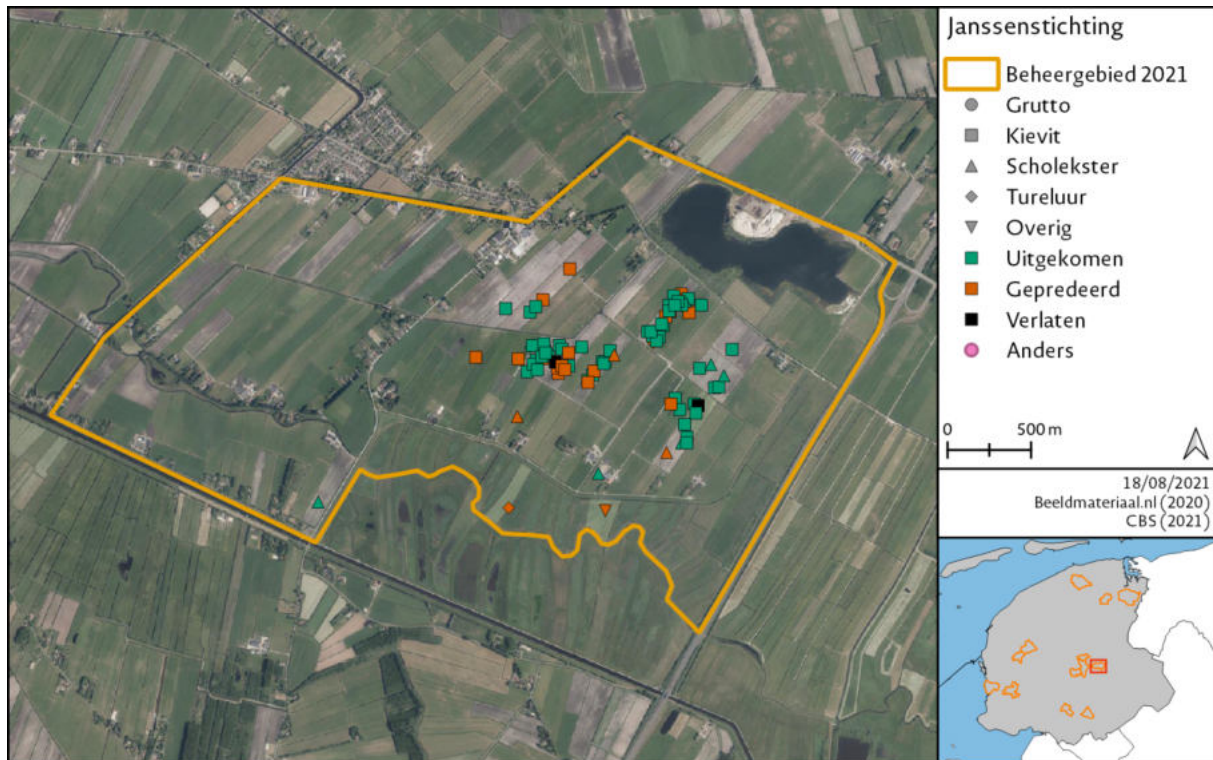 Janssenstichting
Beheergebied 2021
Grutto
Kievit
Scholekster
Tureluur
Overig
Uitgekomen
Gepredeerd
Verlaten
Anders
0 500 m
18/08/2021
Beeldmateriaal.nl (2020)
CBS (2021)